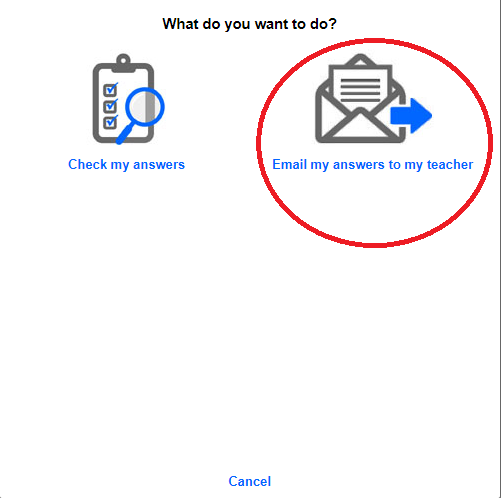 What do you want to do?
Check my answers
Email my answers to my teacher
Cancel